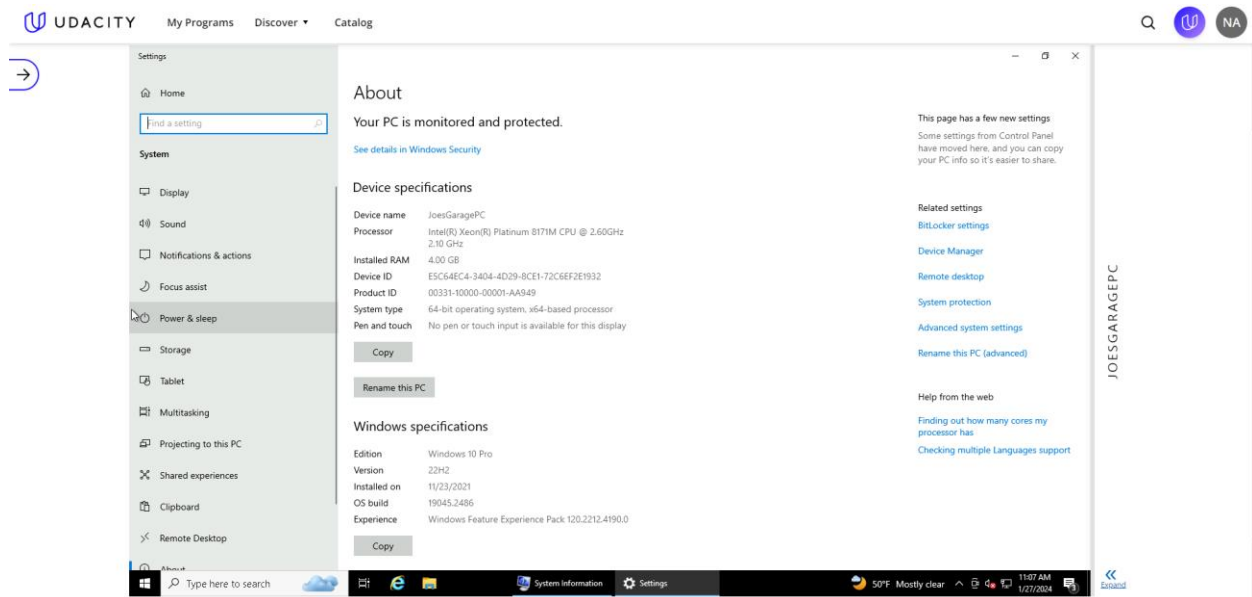 UDACITY My Programs Discover Catalog NA
Settings
Home
Find a setting
System
Display
Sound
Notifications & actions
Focus assist
Power & sleep
Storage
Tablet
Multitasking
Projecting to this PC
Shared experiences
Clipboard
Remote Desktop
About
About
Your PC is monitored and protected.
See details in Windows Security
Device specifications
Device name JoesGaragePC
Processor Intel(R) Xeon(R) Platinum 8171M CPU @ 2.60GHz
2.10 GHz
Installed RAM 4.00 GB
Device ID E5C64EC4-3404-4D29-8CE1-72C6EF2E1932
Product ID 00331-10000-00001-AA949
System type 64-bit operating system, x64-based processor
Pen and touch No pen or touch input is available for this display
Copy
Rename this PC
Windows specifications
Edition Windows 10 Pro
Version 22H2
Installed on 11/23/2021
OS build 19045.2486
Experience Windows Feature Experience Pack 120.2212.4190.0
Copy
This page has a few new settings
Some settings from Control Panel
have moved here, and you can copy
your PC info so it's easier to share.
Related settings
BitLocker settings
Device Manager
Remote desktop
System protection
Advanced system settings
Rename this PC (advanced)
Help from the web
Finding out how many cores my
processor has
Checking multiple Languages support
JOESGARAGEPC
Type here to search System Information Settings 50°F Mostly clear 11:07 AM
1/27/2024
Expand